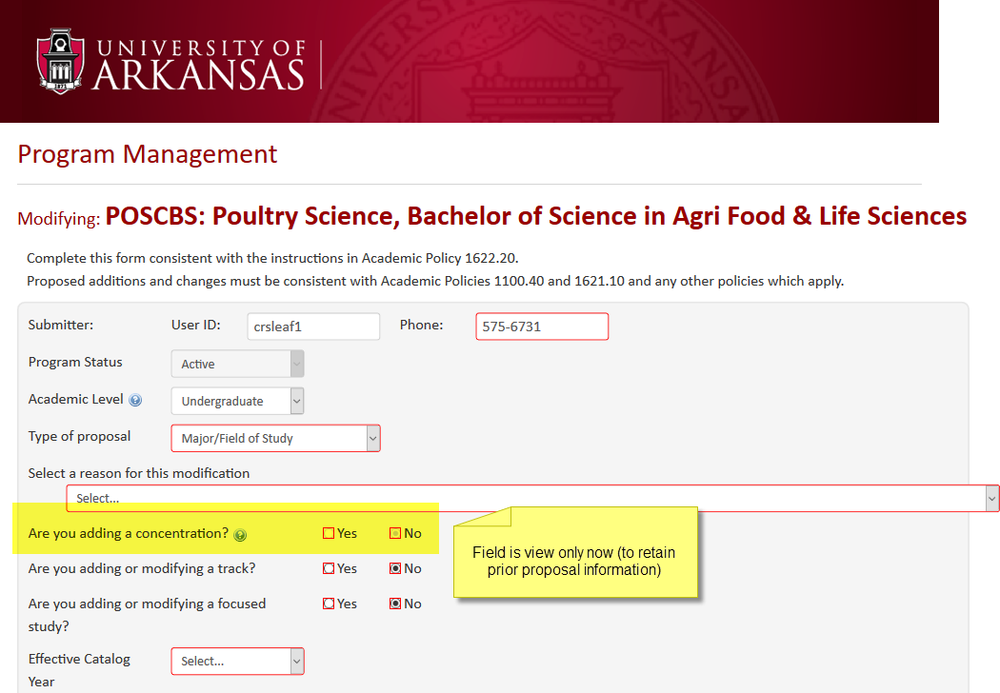 UNIVERSITY OF
ARKANSAS
1871
Program Management
Modifying: POSCBS: Poultry Science, Bachelor of Science in Agri Food & Life Sciences
Complete this form consistent with the instructions in Academic Policy 1622.20.
Proposed additions and changes must be consistent with Academic Policies 1100.40 and 1621.10 and any other policies which apply.
Submitter: User ID: crsleaf1 Phone: 575-6731
Program Status Active
Academic Level ? Undergraduate
Type of proposal Major/Field of Study
Select a reason for this modification
Select...
Are you adding a concentration? ? Yes No
Field is view only now (to retain
prior proposal information)
Are you adding or modifying a track? Yes No
Are you adding or modifying a focused
study? Yes No
Effective Catalog
Year Select...